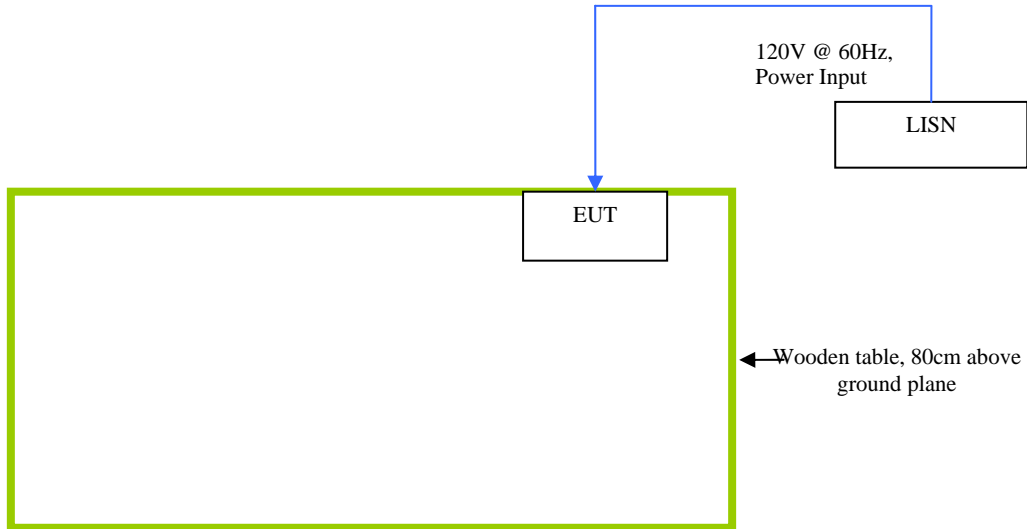 120V @ 60Hz,
Power Input
LISN
EUT
Wooden table, 80cm above
ground plane